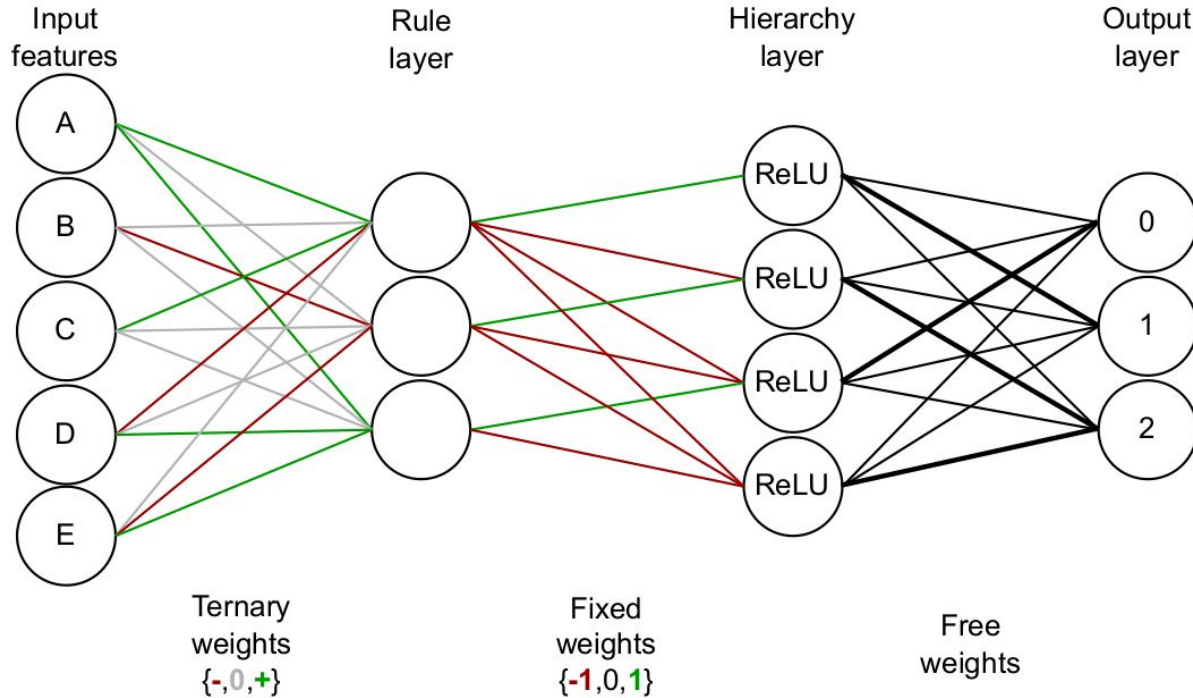 Input
features
Rule
layer
Hierarchy
layer
Output
layer
A
B
C
D
E
ReLU
ReLU
ReLU
ReLU
0
1
2
Ternary
weights
{-,0,+}
Fixed
weights
{-1,0,1}
Free
weights